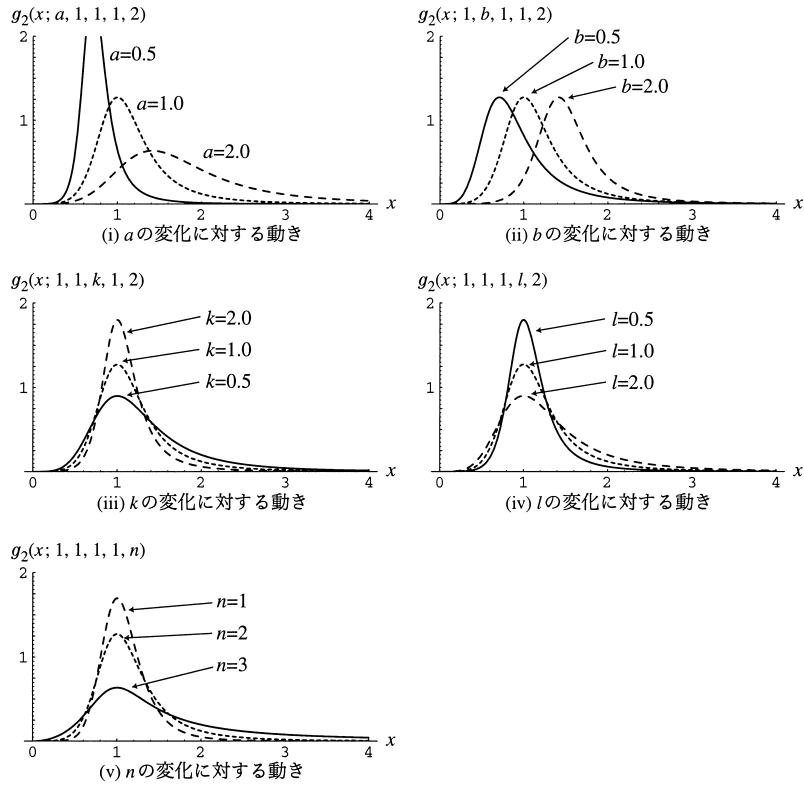 g₂(x; a, 1, 1, 1, 2)
2
a=0.5
a=1.0
1
a=2.0
0 1 2 3 4 x
(i) aの変化に対する動き
g₂(x; 1, b, 1, 1, 2)
2
b=0.5
b=1.0
b=2.0
1
0 1 2 3 4 x
(ii) bの変化に対する動き
g₂(x; 1, 1, k, 1, 2)
2
k=2.0
k=1.0
k=0.5
1
0 1 2 3 4 x
(iii) kの変化に対する動き
g₂(x; 1, 1, 1, l, 2)
2
l=0.5
l=1.0
l=2.0
1
0 1 2 3 4 x
(iv) lの変化に対する動き
g₂(x; 1, 1, 1, 1, n)
2
n=1
n=2
n=3
1
0 1 2 3 4 x
(v) nの変化に対する動き